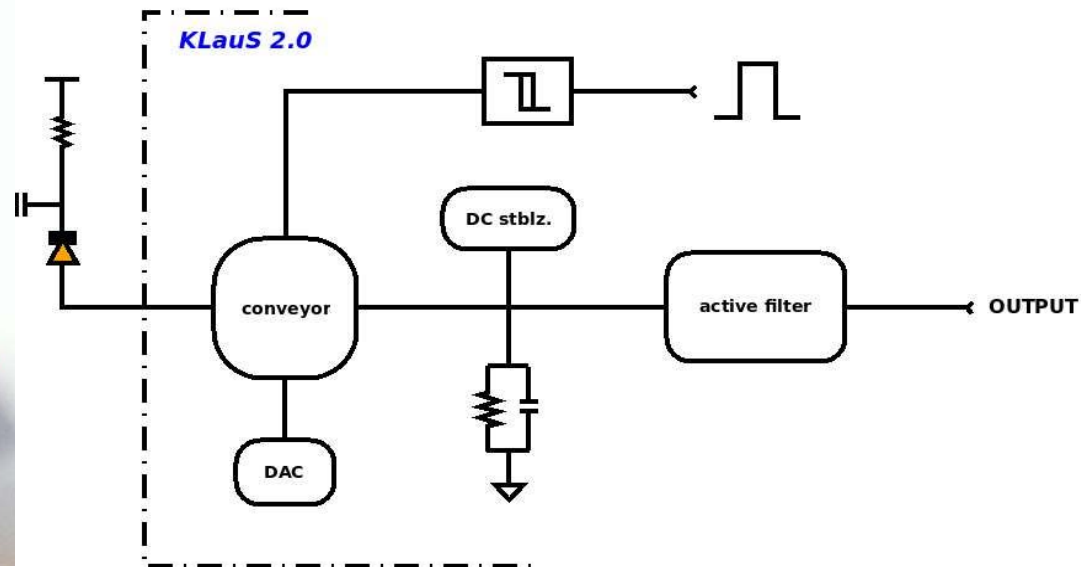 KLauS 2.0
DC stblz.
conveyor
active filter
OUTPUT
DAC